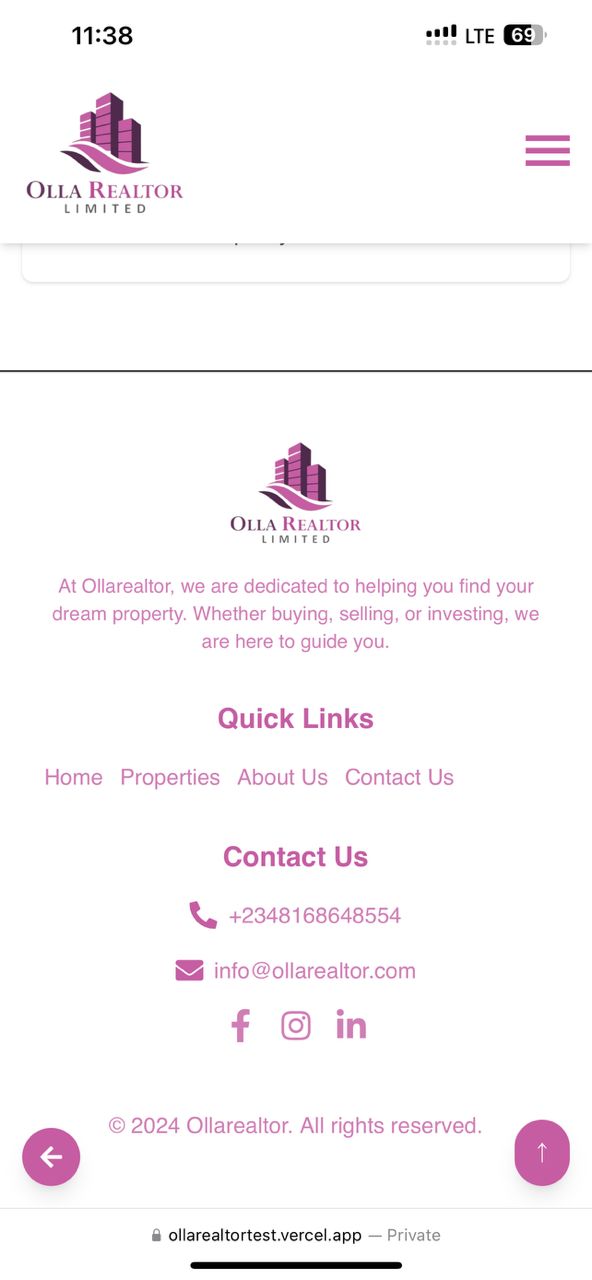 11:38
LTE
69
OLLA REALTOR
LIMITED
OLLA REALTOR
LIMITED
At Ollarealtor, we are dedicated to helping you find your
dream property. Whether buying, selling, or investing, we
are here to guide you.
Quick Links
Home Properties About Us Contact Us
Contact Us
+2348168648554
info@ollarealtor.com
© 2024 Ollarealtor. All rights reserved.
ollarealtortest.vercel.app — Private